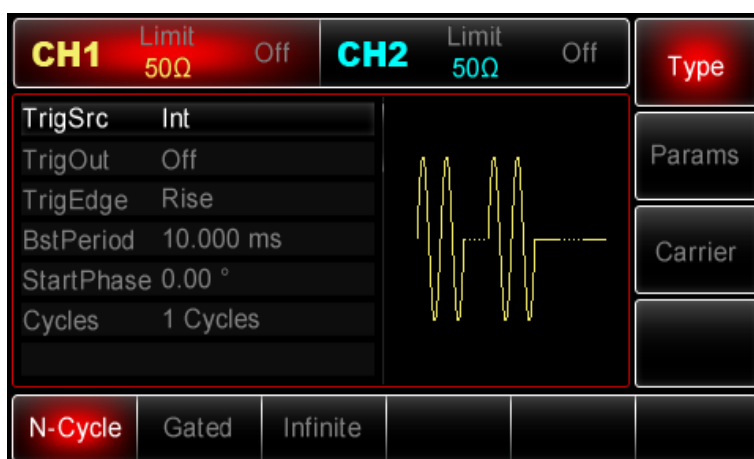 CH1 Limit 50Ω Off CH2 Limit 50Ω Off Type
TrigSrc Int
TrigOut Off
TrigEdge Rise
BstPeriod 10.000 ms
StartPhase 0.00 °
Cycles 1 Cycles
Params
Carrier
N-Cycle Gated Infinite